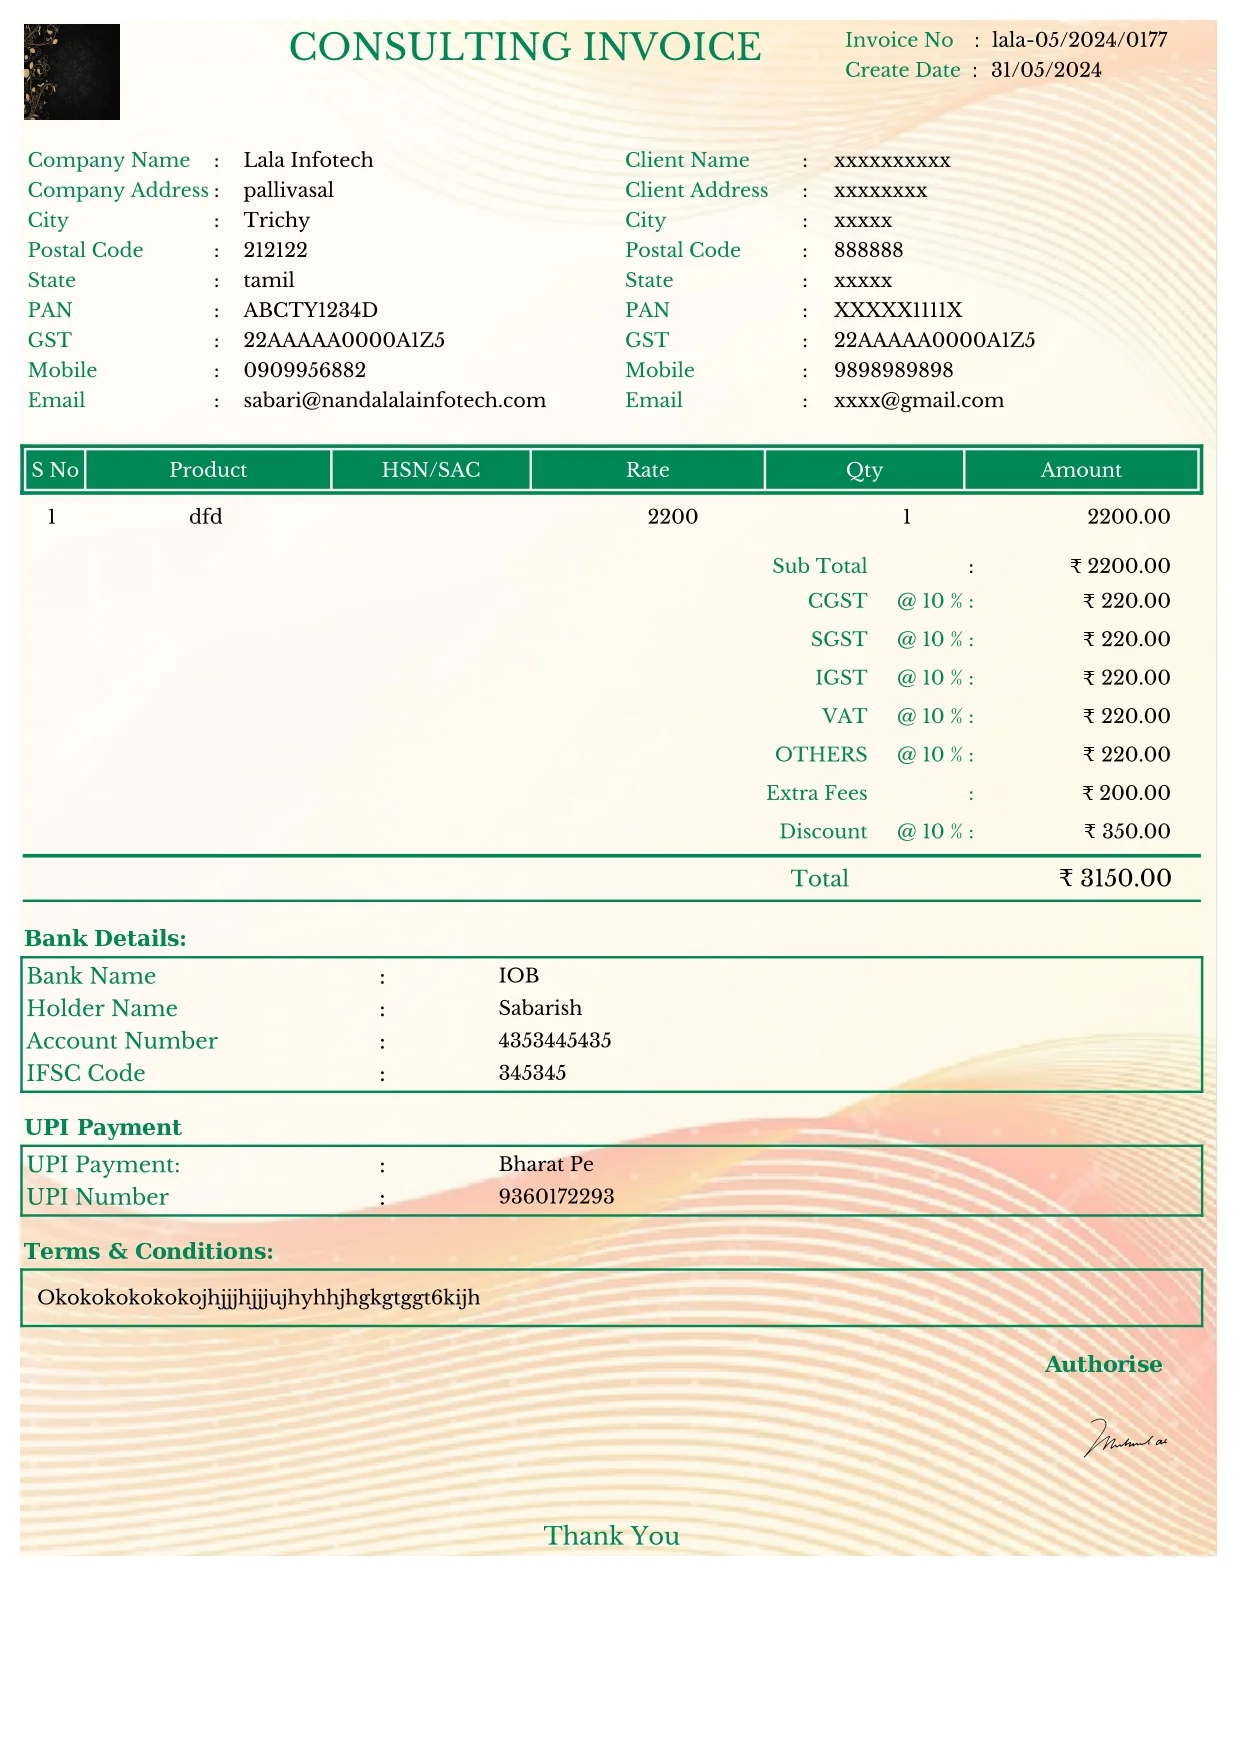 CONSULTING INVOICE
Invoice No : lala-05/2024/0177
Create Date : 31/05/2024
Company Name : Lala Infotech Client Name : xxxxxxxxxx
Company Address : pallivasal Client Address : xxxxxxxx
City : Trichy City : xxxxx
Postal Code : 212122 Postal Code : 888888
State : tamil State : xxxxx
PAN : ABCTY1234D PAN : XXXXX1111X
GST : 22AAAAA0000A1Z5 GST : 22AAAAA0000A1Z5
Mobile : 0909956882 Mobile : 9898989898
Email : sabari@nandalalainfotech.com Email : xxxx@gmail.com
S No Product HSN/SAC Rate Qty Amount
1 dfd 2200 1 2200.00
Sub Total : ₹ 2200.00
CGST @ 10 % : ₹ 220.00
SGST @ 10 % : ₹ 220.00
IGST @ 10 % : ₹ 220.00
VAT @ 10 % : ₹ 220.00
OTHERS @ 10 % : ₹ 220.00
Extra Fees : ₹ 200.00
Discount @ 10 % : ₹ 350.00
Total ₹ 3150.00
Bank Details:
Bank Name : IOB
Holder Name : Sabarish
Account Number : 4353445435
IFSC Code : 345345
UPI Payment
UPI Payment: : Bharat Pe
UPI Number : 9360172293
Terms & Conditions:
Okokokokokokojhjjjhjjjujhyhhjhgkgtggt6kijh
Authorise
Thank You